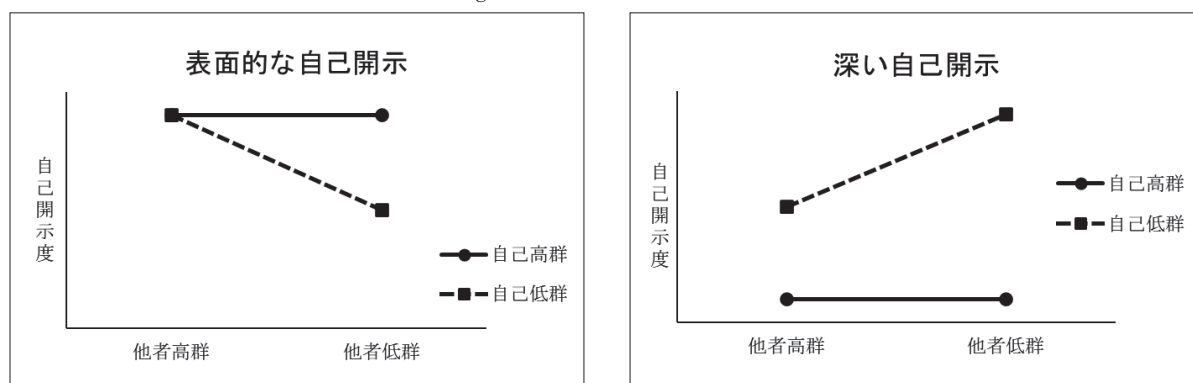 表面的な自己開示
自己開示度
自己高群
自己低群
他者高群 他者低群
深い自己開示
自己開示度
自己高群
自己低群
他者高群 他者低群